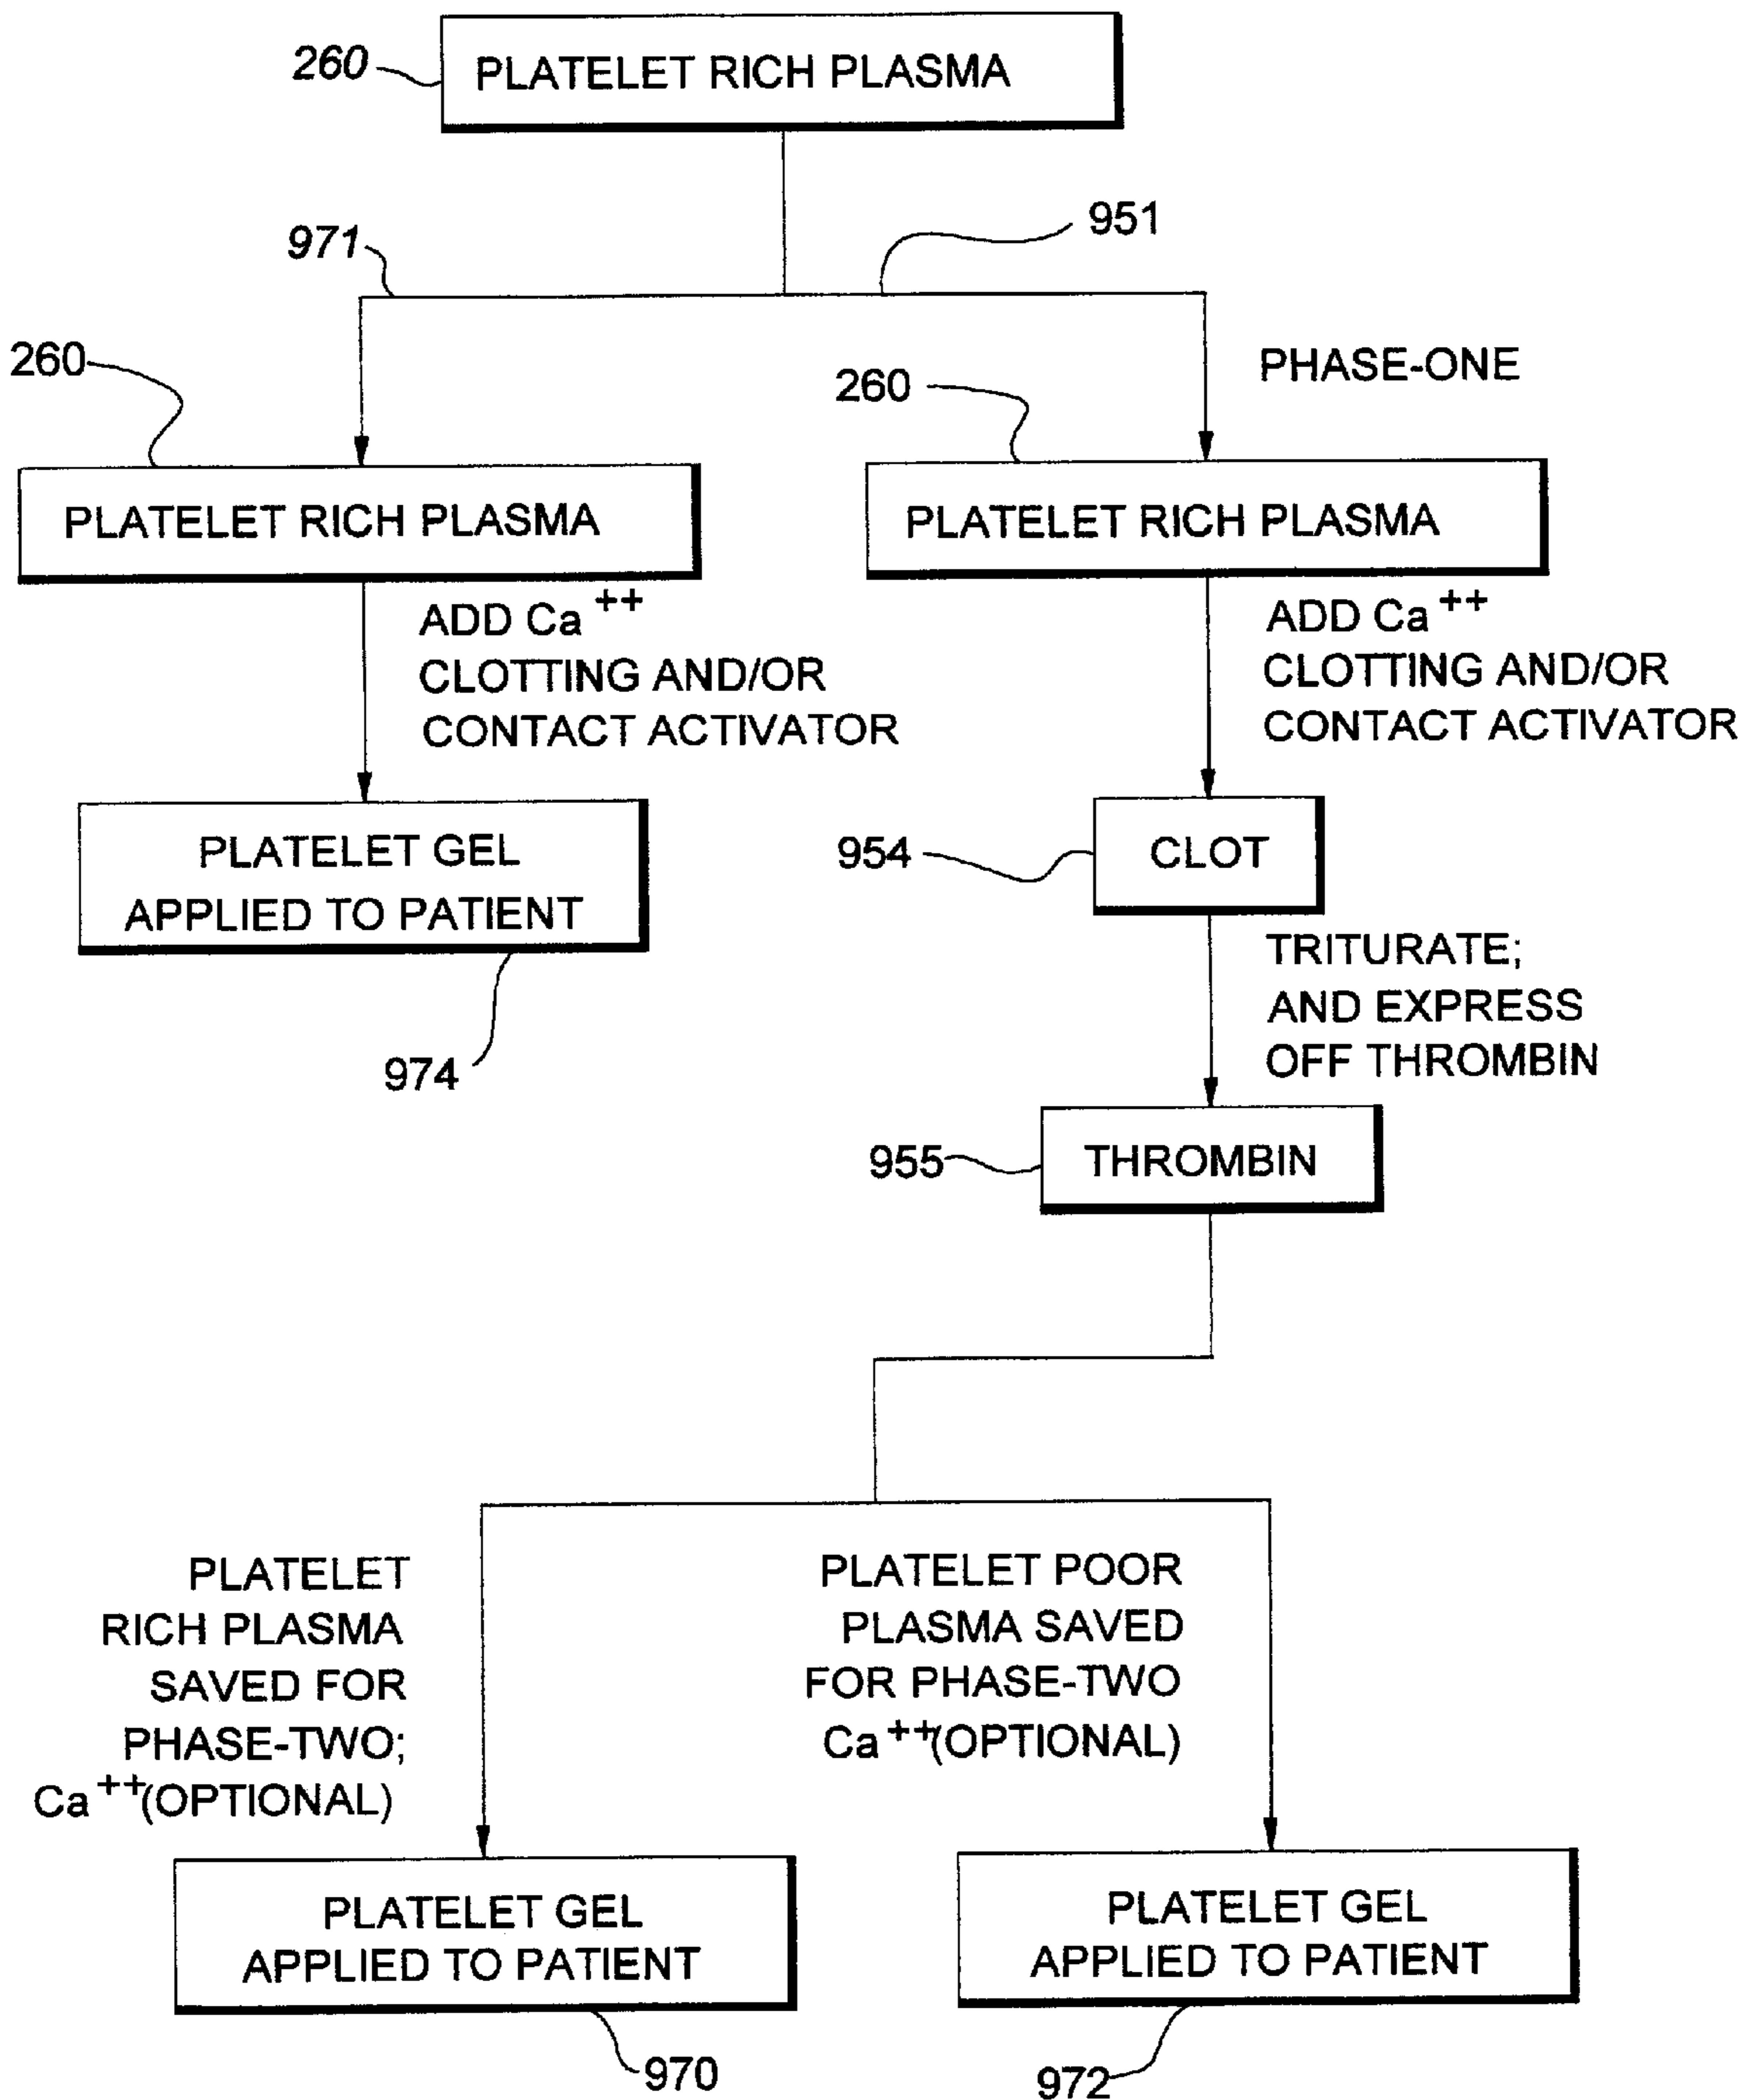 260
PLATELET RICH PLASMA
971
951
260
260
PHASE-ONE
PLATELET RICH PLASMA
PLATELET RICH PLASMA
ADD Ca++
CLOTTING AND/OR
CONTACT ACTIVATOR
ADD Ca++
CLOTTING AND/OR
CONTACT ACTIVATOR
PLATELET GEL
APPLIED TO PATIENT
974
954
CLOT
TRITURATE;
AND EXPRESS
OFF THROMBIN
955
THROMBIN
PLATELET
RICH PLASMA
SAVED FOR
PHASE-TWO;
Ca++(OPTIONAL)
PLATELET POOR
PLASMA SAVED
FOR PHASE-TWO
Ca++(OPTIONAL)
PLATELET GEL
APPLIED TO PATIENT
970
PLATELET GEL
APPLIED TO PATIENT
972